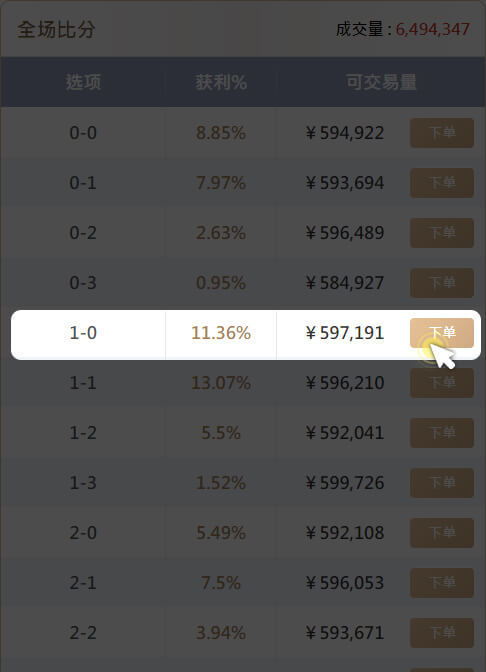 全场比分 成交量 : 6,494,347
选项 获利% 可交易量
0-0 8.85% ¥594,922 下单
0-1 7.97% ¥593,694 下单
0-2 2.63% ¥596,489 下单
0-3 0.95% ¥584,927 下单
1-0 11.36% ¥597,191 下单
1-1 13.07% ¥596,210 下单
1-2 5.5% ¥592,041 下单
1-3 1.52% ¥599,726 下单
2-0 5.49% ¥592,108 下单
2-1 7.5% ¥596,053 下单
2-2 3.94% ¥593,671 下单